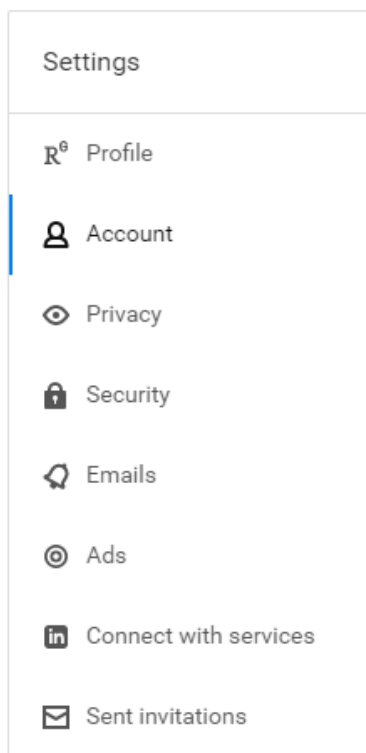 Settings
Profile
Account
Privacy
Security
Emails
Ads
Connect with services
Sent invitations